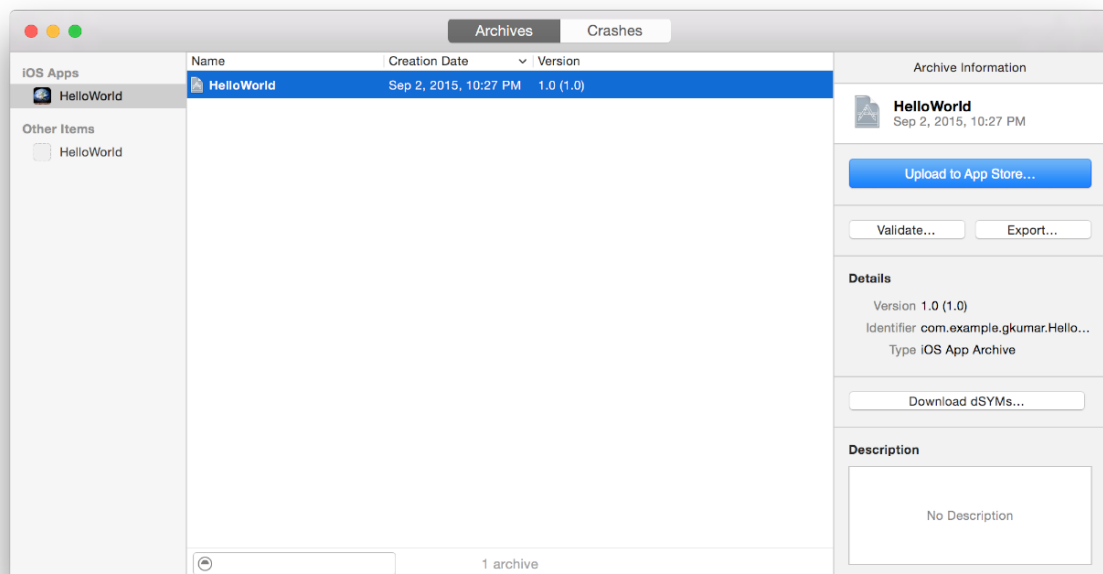 Archives Crashes
iOS Apps
HelloWorld
Other Items
HelloWorld
Name Creation Date Version
HelloWorld Sep 2, 2015, 10:27 PM 1.0 (1.0)
1 archive
Archive Information
HelloWorld
Sep 2, 2015, 10:27 PM
Upload to App Store...
Validate... Export...
Details
Version 1.0 (1.0)
Identifier com.example.gkumar.Hello...
Type iOS App Archive
Download dSYMs...
Description
No Description